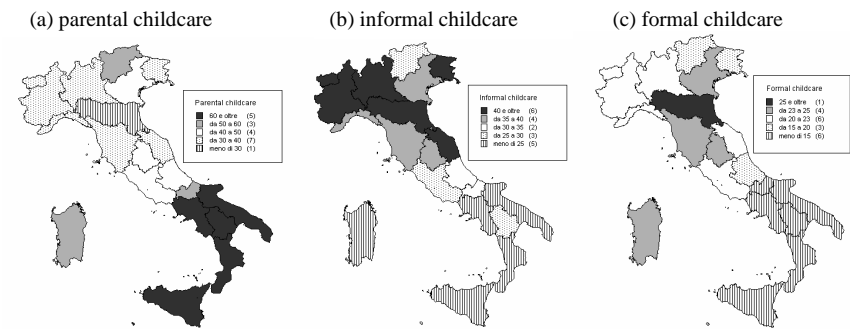 (a) parental childcare
(b) informal childcare
(c) formal childcare
Parental childcare
60 e oltre (5)
da 50 a 60 (3)
da 40 a 50 (4)
da 30 a 40 (7)
meno di 30 (1)
Informal childcare
40 e oltre (6)
da 35 a 40 (4)
da 30 a 35 (2)
da 25 a 30 (3)
meno di 25 (5)
Formal childcare
25 e oltre (1)
da 23 a 25 (4)
da 20 a 23 (6)
da 15 a 20 (3)
meno di 15 (6)